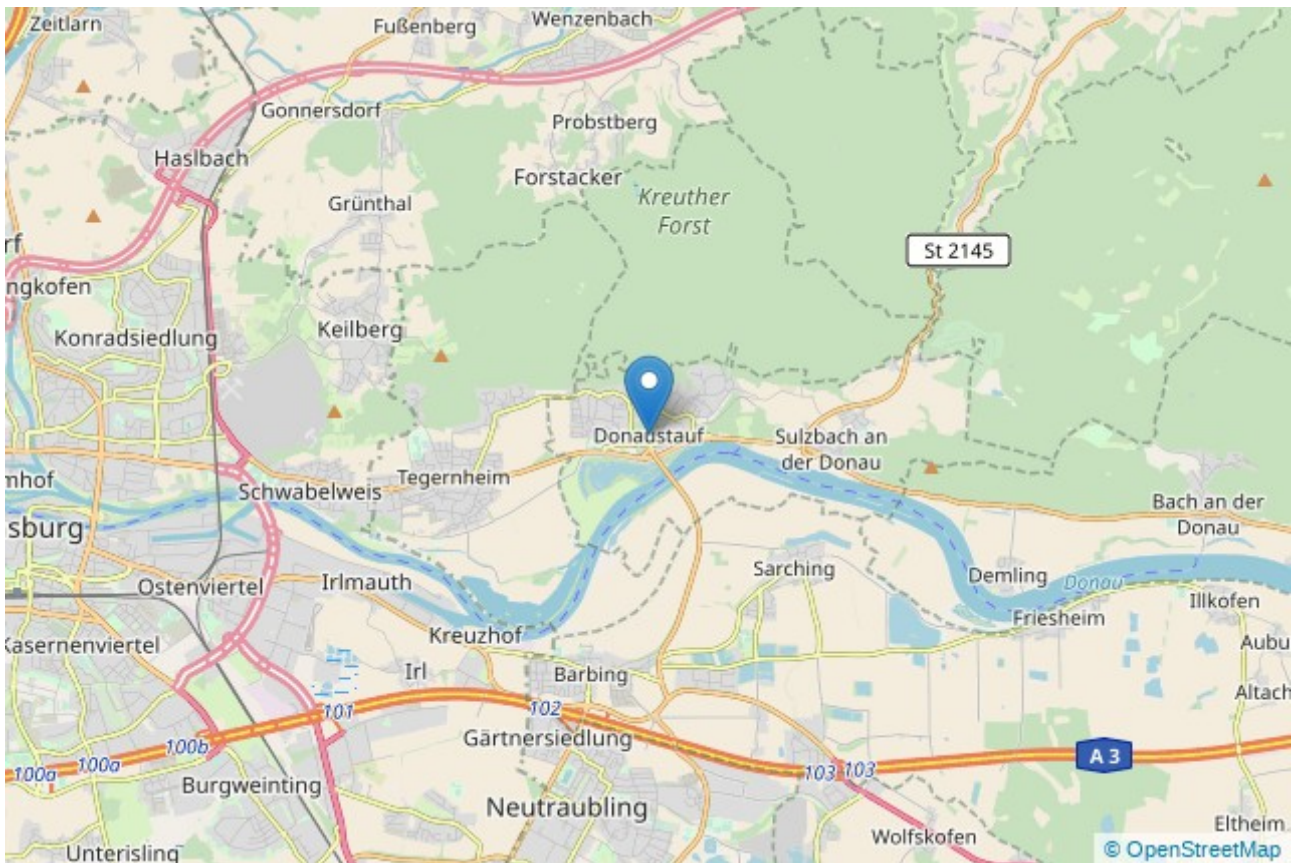 Zeitlarn
Fußenberg
Wenzenbach
Gonnersdorf
Probstberg
Haslbach
Forstacker
Kreuther
Forst
Grünthal
rf
St 2145
ngkofen
Keilberg
Konradsiedlung
Donaustauf
Sulzbach an
der Donau
Tegernheim
mhof
Schwabelweis
Bach an der
Donau
sburg
Sarching
Demling
Donau
Ostenviertel
Irlmauth
Illkofen
Friesheim
Kreuzhof
Kasernenviertel
Aubu
Irl
Barbing
Altach
101
102
Gärtnersiedlung
100b
A 3
100a
100a
103
103
Burgweinting
Neutraubling
Wolfskofen
Eltheim
Unterisling
© OpenStreetMap